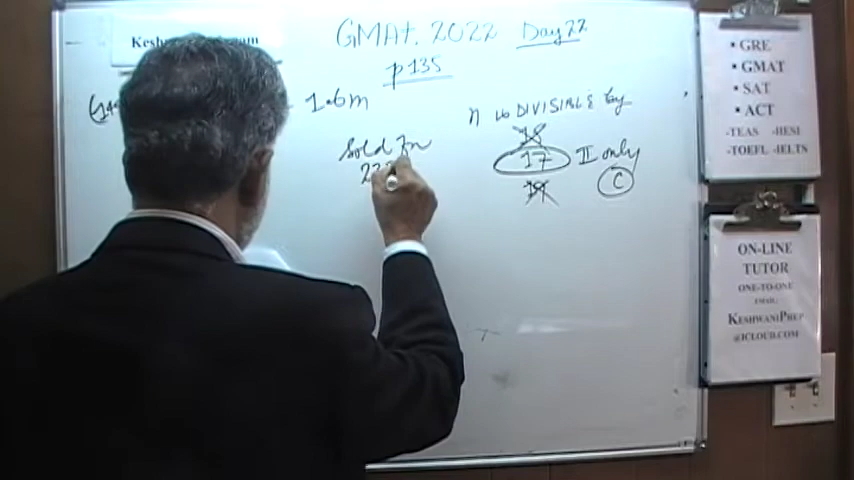 GMAT. 2022 Day 22
p135
1.6m
Sold For
n is DIVISIBLE by
17 II only
C
• GRE
• GMAT
• SAT
• ACT
-TEAS -HESI
-TOEFL -IELTS
ON-LINE
TUTOR
ONE-TO-ONE
EMAIL:
KESHWANIPREP
@ICLOUD.COM